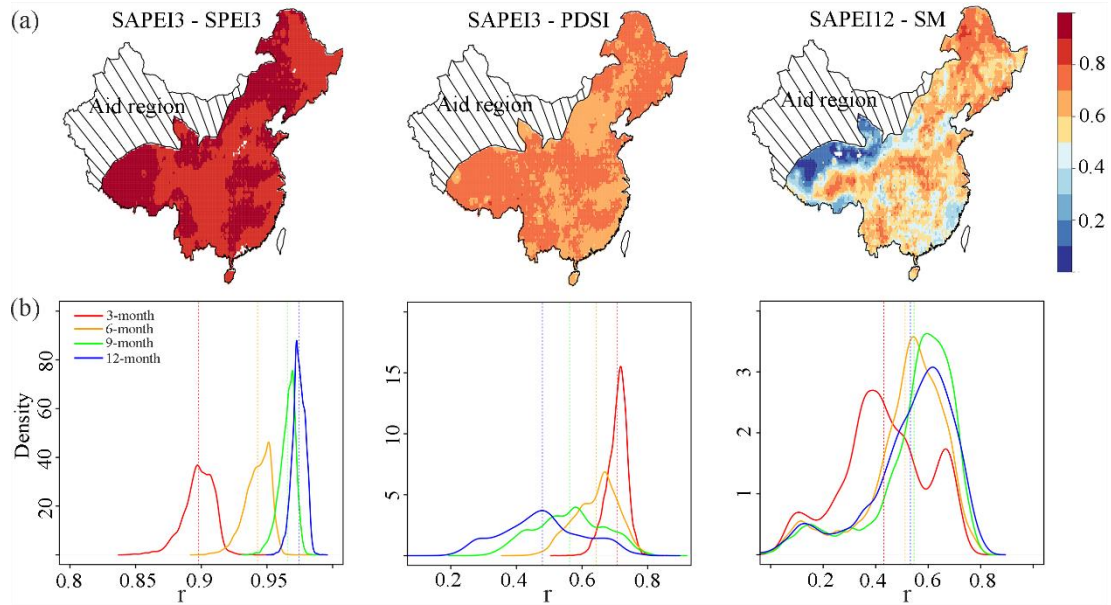 (a) SAPEI3 - SPEI3 SAPEI3 - PDSI SAPEI12 - SM
Aid region Aid region Aid region
0.8
0.6
0.4
0.2
(b)
3-month
6-month
9-month
12-month
Density
80
60
40
20
15
10
5
3
2
1
0.8 0.9 0.95 0.2 0.4 0.6 0.8 0.2 0.4 0.6 0.8
r r r